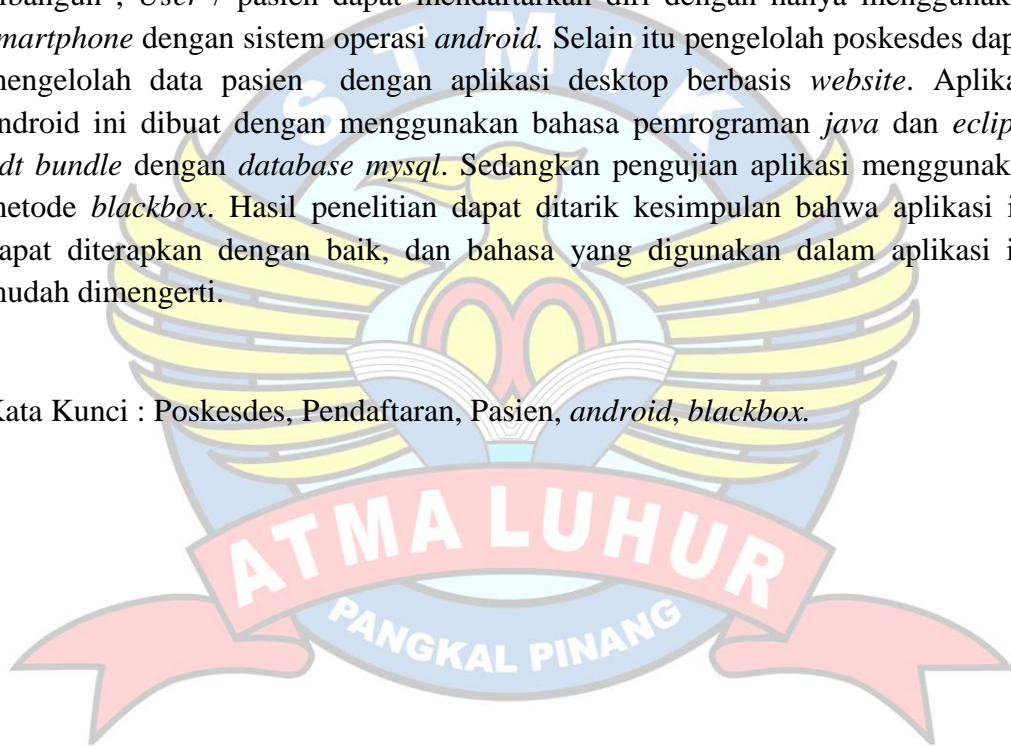 ibangun , User / pasien dapat mendaftarkan diri dengan hanya menggunak
martphone dengan sistem operasi android. Selain itu pengelolah poskesdes dap
mengelolah data pasien dengan aplikasi desktop berbasis website. Aplika
ndroid ini dibuat dengan menggunakan bahasa pemrograman java dan eclip
dt bundle dengan database mysql. Sedangkan pengujian aplikasi menggunak
metode blackbox. Hasil penelitian dapat ditarik kesimpulan bahwa aplikasi i
apat diterapkan dengan baik, dan bahasa yang digunakan dalam aplikasi i
mudah dimengerti.
Kata Kunci : Poskesdes, Pendaftaran, Pasien, android, blackbox.
STMIK
ATMA LUHUR
PANGKAL PINANG